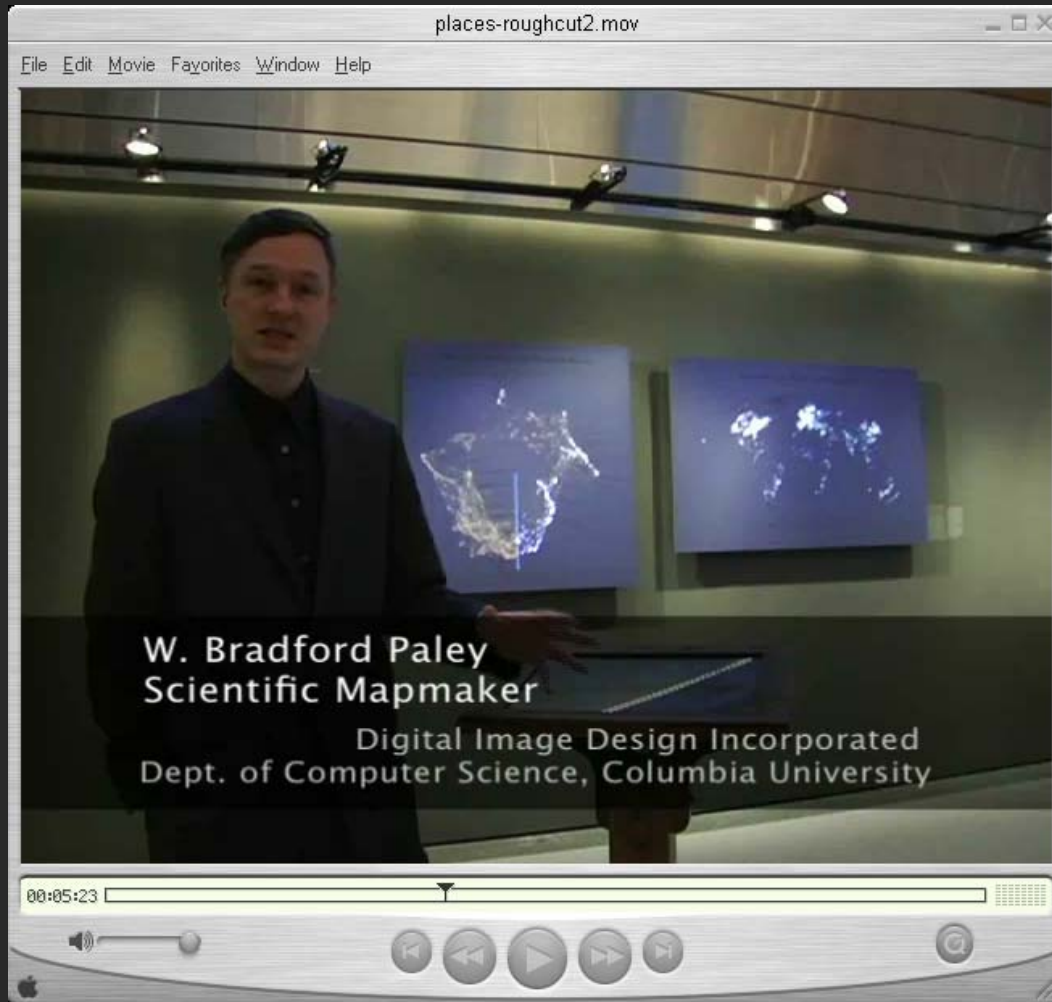 places-roughcut2.mov
File Edit Movie Favorites Window Help
W. Bradford Paley
Scientific Mapmaker
Digital Image Design Incorporated
Dept. of Computer Science, Columbia University
00:05:23